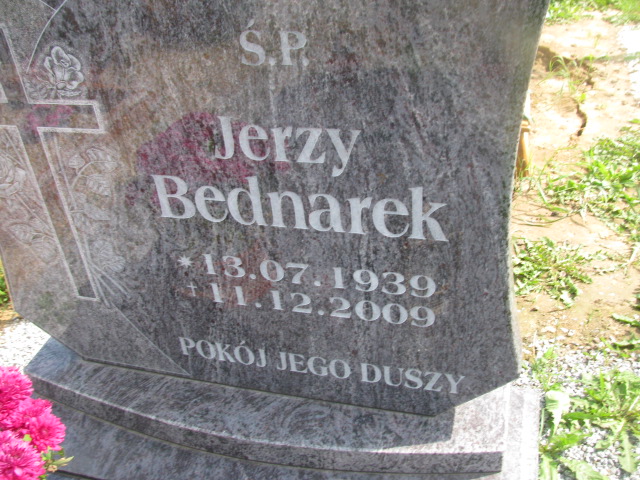 Ś.P.
Jerzy
Bednarek
* 13.07.1939
† 11.12.2009
POKÓJ JEGO DUSZY